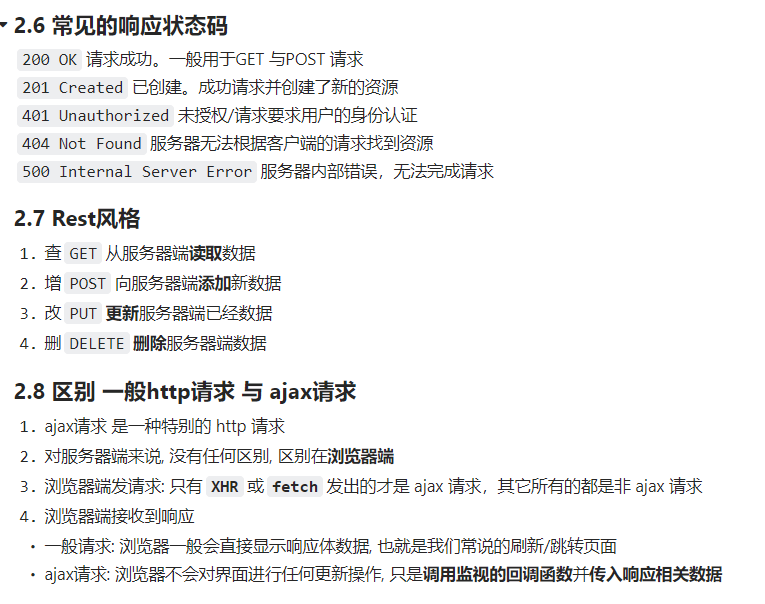 2.6 常见的响应状态码
200 OK 请求成功。一般用于GET 与POST 请求
201 Created 已创建。成功请求并创建了新的资源
401 Unauthorized 未授权/请求要求用户的身份认证
404 Not Found 服务器无法根据客户端的请求找到资源
500 Internal Server Error 服务器内部错误，无法完成请求
2.7 Rest风格
1. 查 GET 从服务器端读取数据
2. 增 POST 向服务器端添加新数据
3. 改 PUT 更新服务器端已经数据
4. 删 DELETE 删除服务器端数据
2.8 区别 一般http请求 与 ajax请求
1. ajax请求 是一种特别的 http 请求
2. 对服务器端来说, 没有任何区别, 区别在浏览器端
3. 浏览器端发请求: 只有 XHR 或 fetch 发出的才是 ajax 请求，其它所有的都是非 ajax 请求
4. 浏览器端接收到响应
• 一般请求: 浏览器一般会直接显示响应体数据, 也就是我们常说的刷新/跳转页面
• ajax请求: 浏览器不会对界面进行任何更新操作, 只是调用监视的回调函数并传入响应相关数据